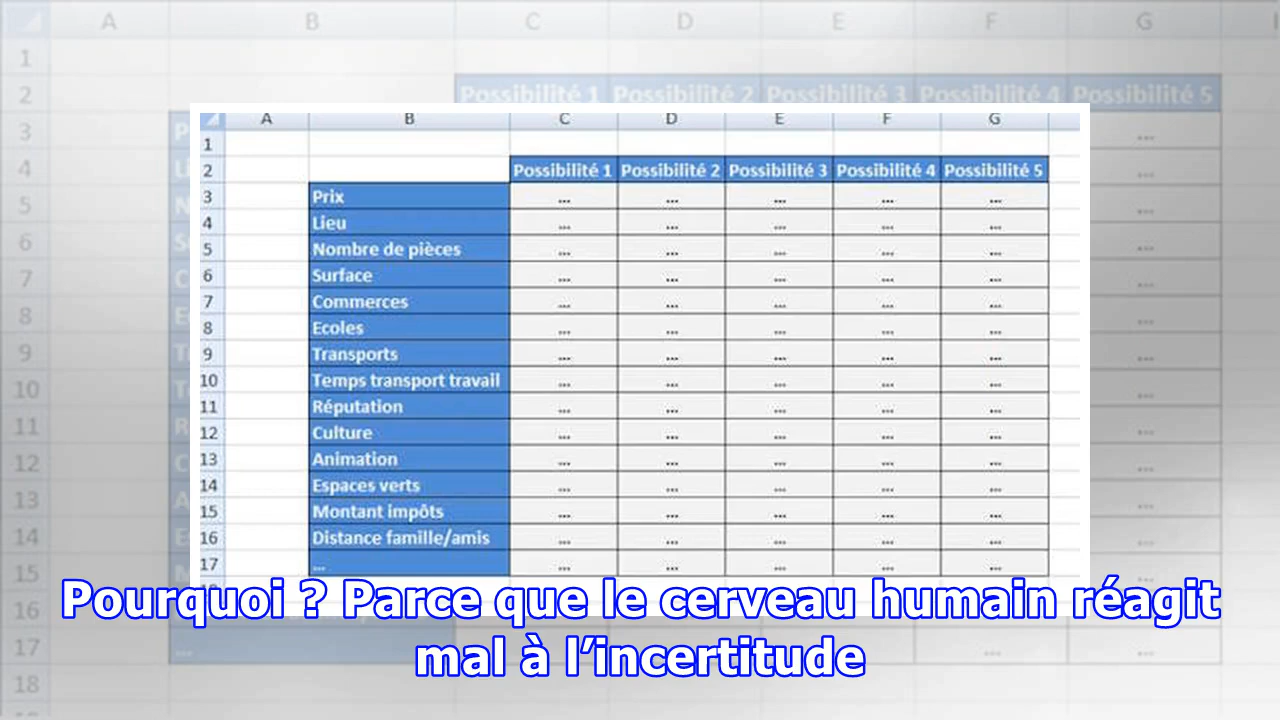 A B C D E F G
1
2 Possibilité 1 Possibilité 2 Possibilité 3 Possibilité 4 Possibilité 5
3 Prix ... ... ... ... ...
4 Lieu ... ... ... ... ...
5 Nombre de pièces ... ... ... ... ...
6 Surface ... ... ... ... ...
7 Commerces ... ... ... ... ...
8 Ecoles ... ... ... ... ...
9 Transports ... ... ... ... ...
10 Temps transport travail ... ... ... ... ...
11 Réputation ... ... ... ... ...
12 Culture ... ... ... ... ...
13 Animation ... ... ... ... ...
14 Espaces verts ... ... ... ... ...
15 Montant impôts ... ... ... ... ...
16 Distance famille/amis ... ... ... ... ...
17 ... ... ... ... ... ...
Pourquoi ? Parce que le cerveau humain réagit
mal à l’incertitude